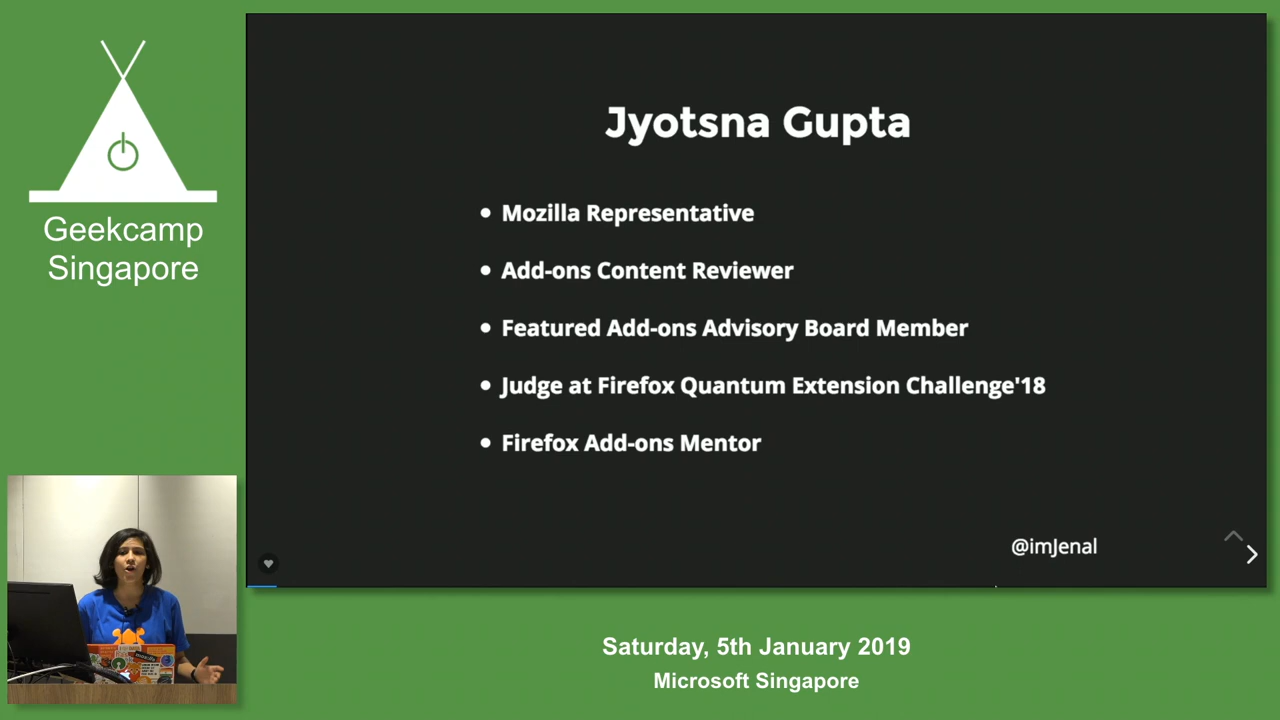 Geekcamp
Singapore
Jyotsna Gupta
Mozilla Representative
Add-ons Content Reviewer
Featured Add-ons Advisory Board Member
Judge at Firefox Quantum Extension Challenge'18
Firefox Add-ons Mentor
@imJenal
Saturday, 5th January 2019
Microsoft Singapore